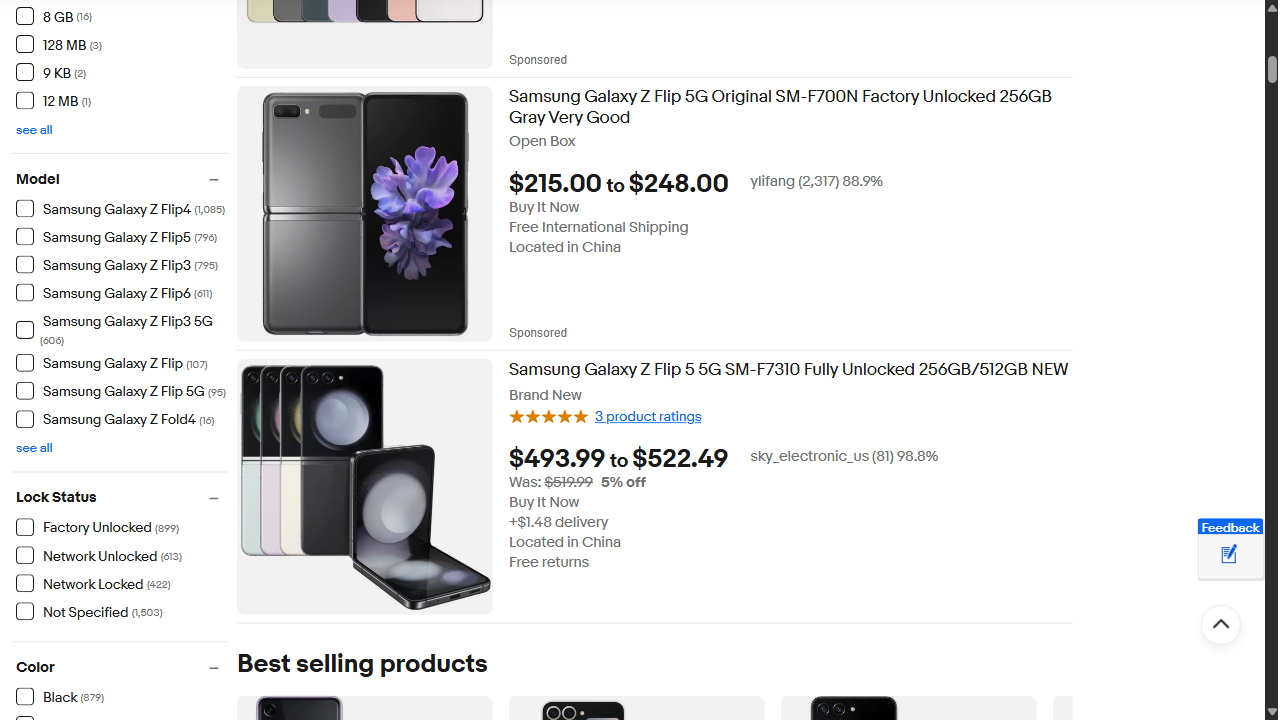 8 GB (16)
128 MB (3)
9 KB (2)
12 MB (1)
see all
Model
Samsung Galaxy Z Flip4 (1,085)
Samsung Galaxy Z Flip5 (796)
Samsung Galaxy Z Flip3 (795)
Samsung Galaxy Z Flip6 (611)
Samsung Galaxy Z Flip3 5G
(606)
Samsung Galaxy Z Flip (107)
Samsung Galaxy Z Flip 5G (95)
Samsung Galaxy Z Fold4 (16)
see all
Lock Status
Factory Unlocked (899)
Network Unlocked (613)
Network Locked (422)
Not Specified (1,503)
Color
Black (879)
Sponsored
Samsung Galaxy Z Flip 5G Original SM-F700N Factory Unlocked 256GB
Gray Very Good
Open Box
$215.00 to $248.00
ylifang (2,317) 88.9%
Buy It Now
Free International Shipping
Located in China
Sponsored
Samsung Galaxy Z Flip 5 5G SM-F7310 Fully Unlocked 256GB/512GB NEW
Brand New
3 product ratings
$493.99 to $522.49
sky_electronic_us (81) 98.8%
Was: $519.99 5% off
Buy It Now
+$1.48 delivery
Located in China
Free returns
Best selling products
Feedback